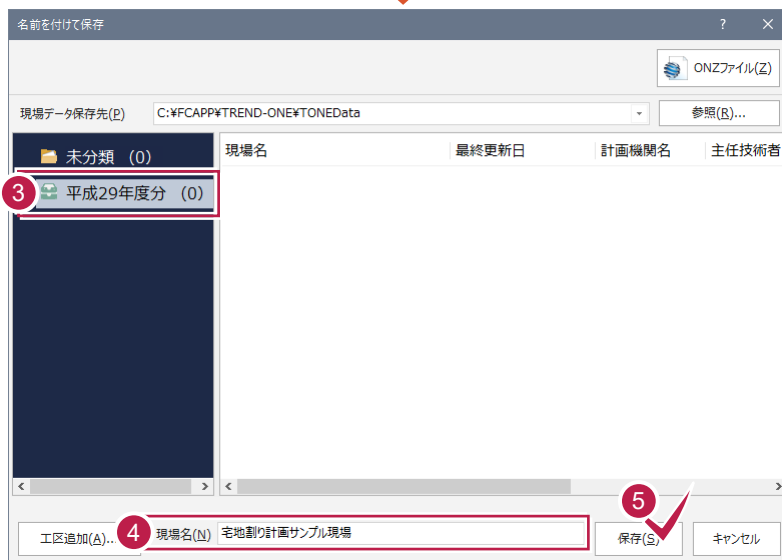 名前を付けて保存 ? ×
ONZファイル(Z)
現場データ保存先(P) C:¥FCAPP¥TREND-ONE¥TONEData 参照(R)...
現場名 最終更新日 計画機関名 主任技術者
未分類 (0)
3 平成29年度分 (0)
5
工区追加(A)... 4 現場名(N) 宅地割り計画サンプル現場 保存(S) キャンセル